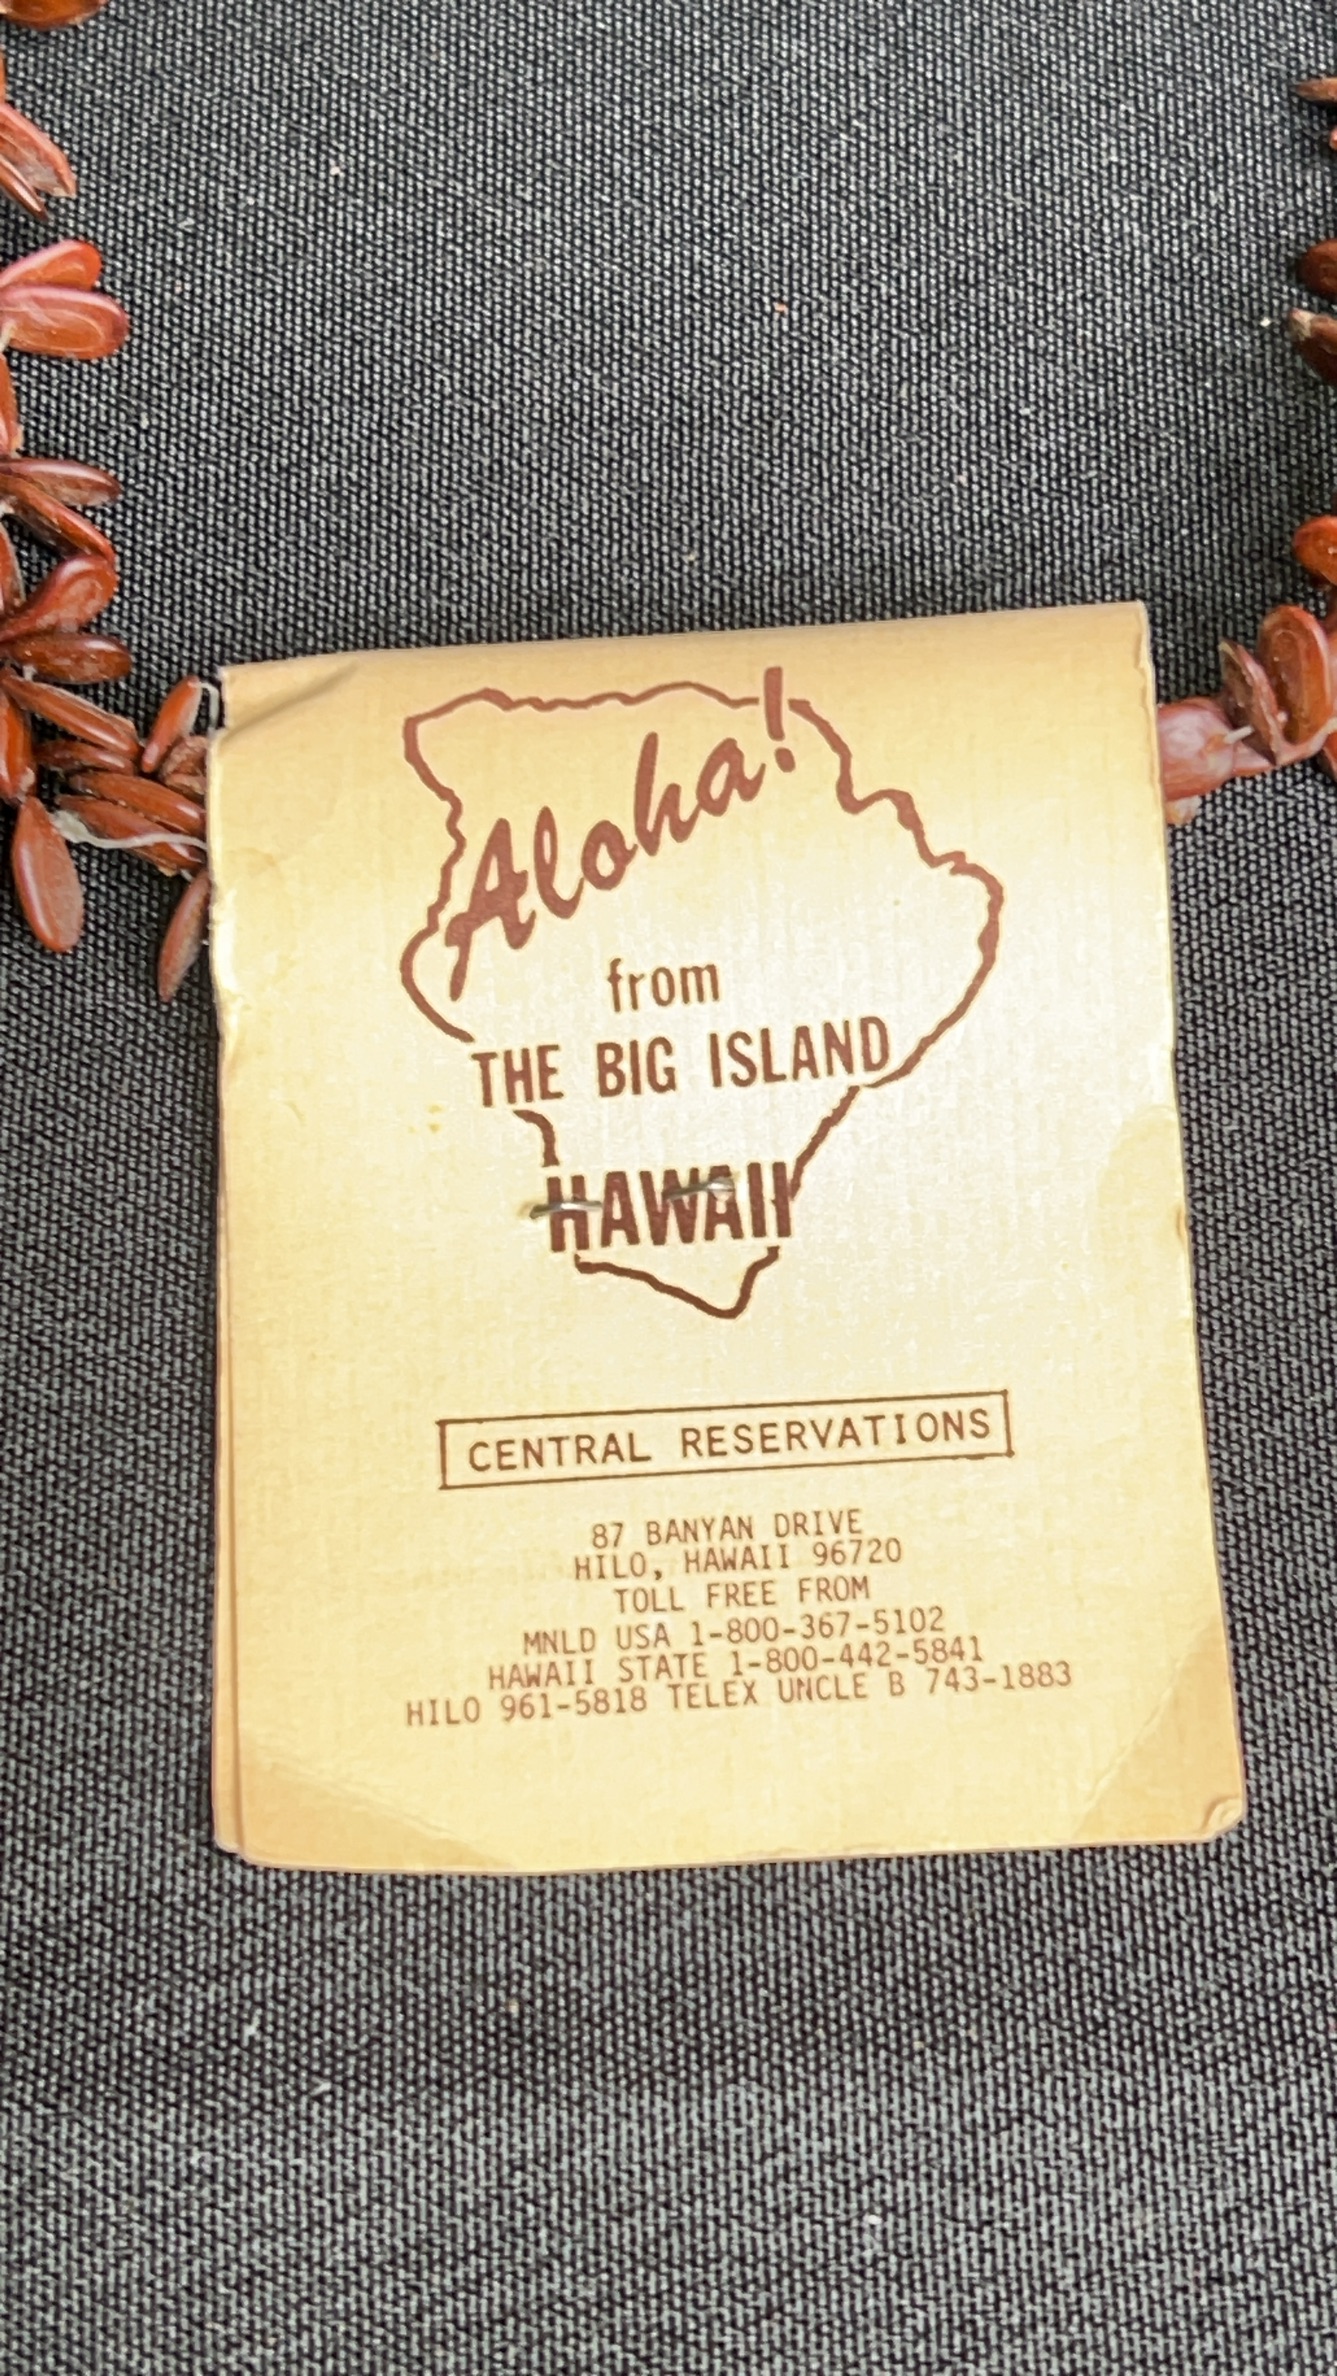 Aloha!
from
THE BIG ISLAND
HAWAII
CENTRAL RESERVATIONS
87 BANYAN DRIVE
HILO, HAWAII 96720
TOLL FREE FROM
MNLD USA 1-800-367-5102
HAWAII STATE 1-800-442-5841
HILO 961-5818 TELEX UNCLE B 743-1883